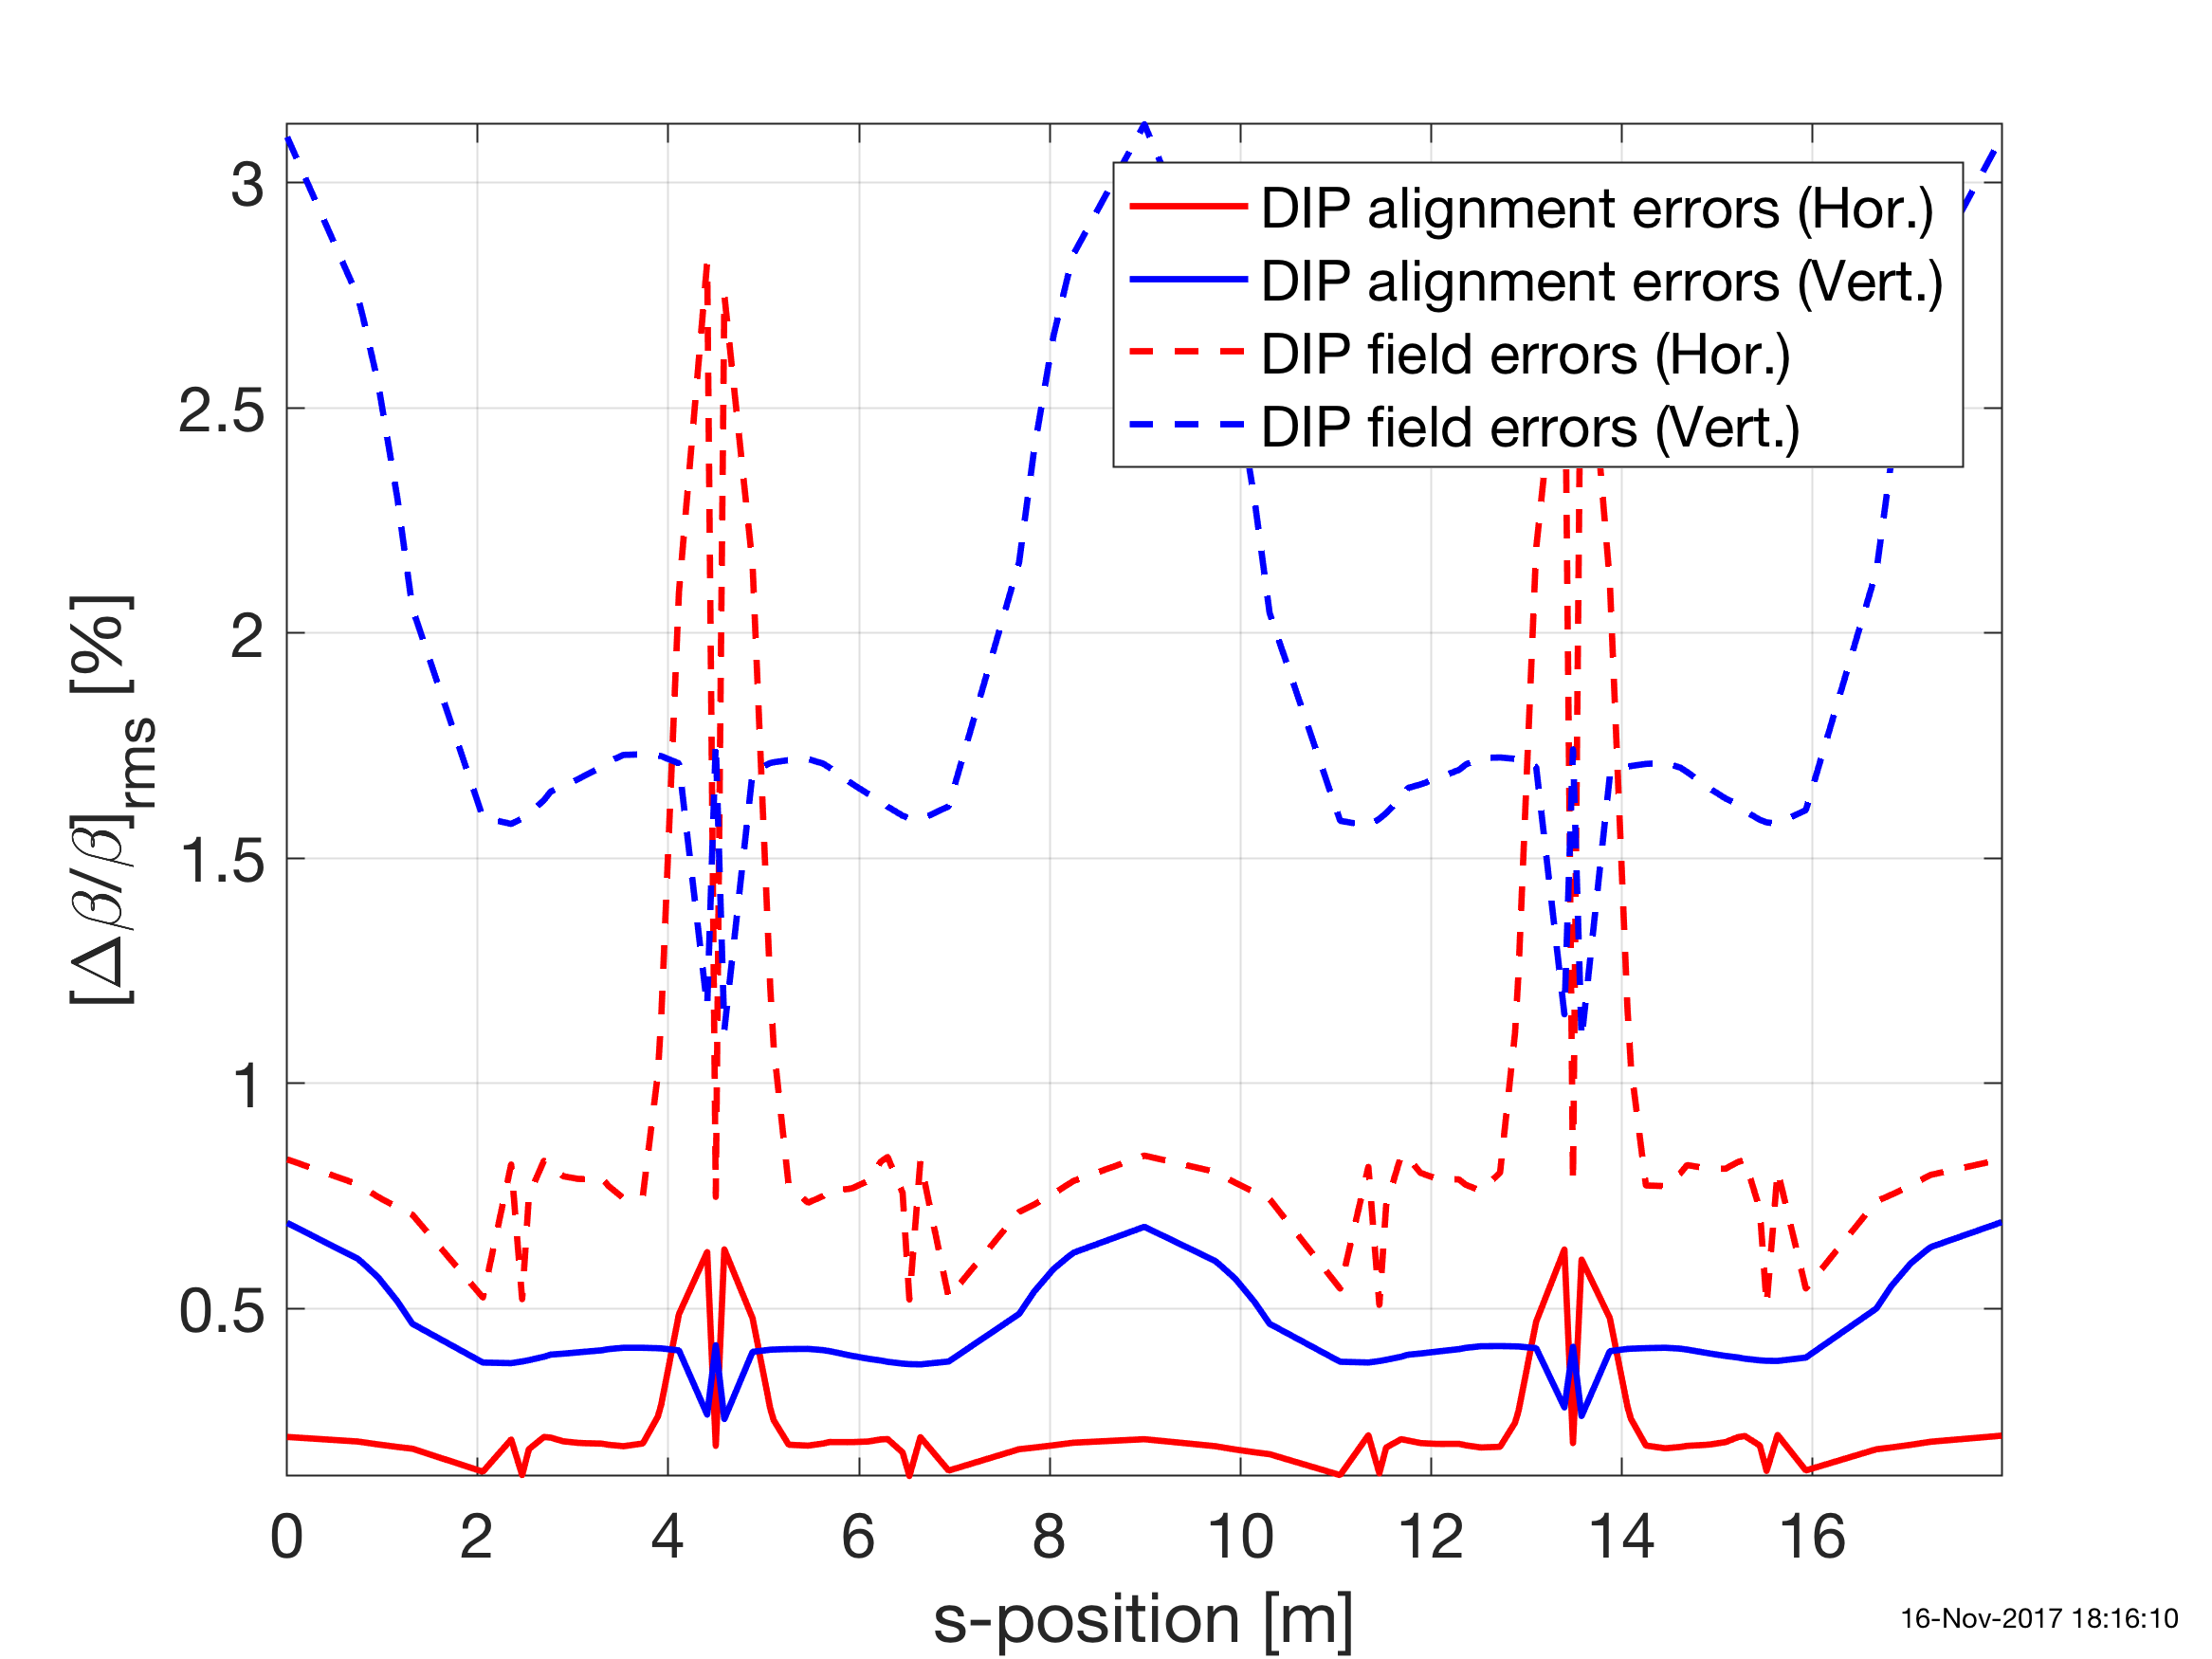 DIP alignment errors (Hor.)
DIP alignment errors (Vert.)
DIP field errors (Hor.)
DIP field errors (Vert.)
3
2.5
2
1.5
1
0.5
[Δβ/β]rms [%]
0 2 4 6 8 10 12 14 16
s-position [m]
16-Nov-2017 18:16:10